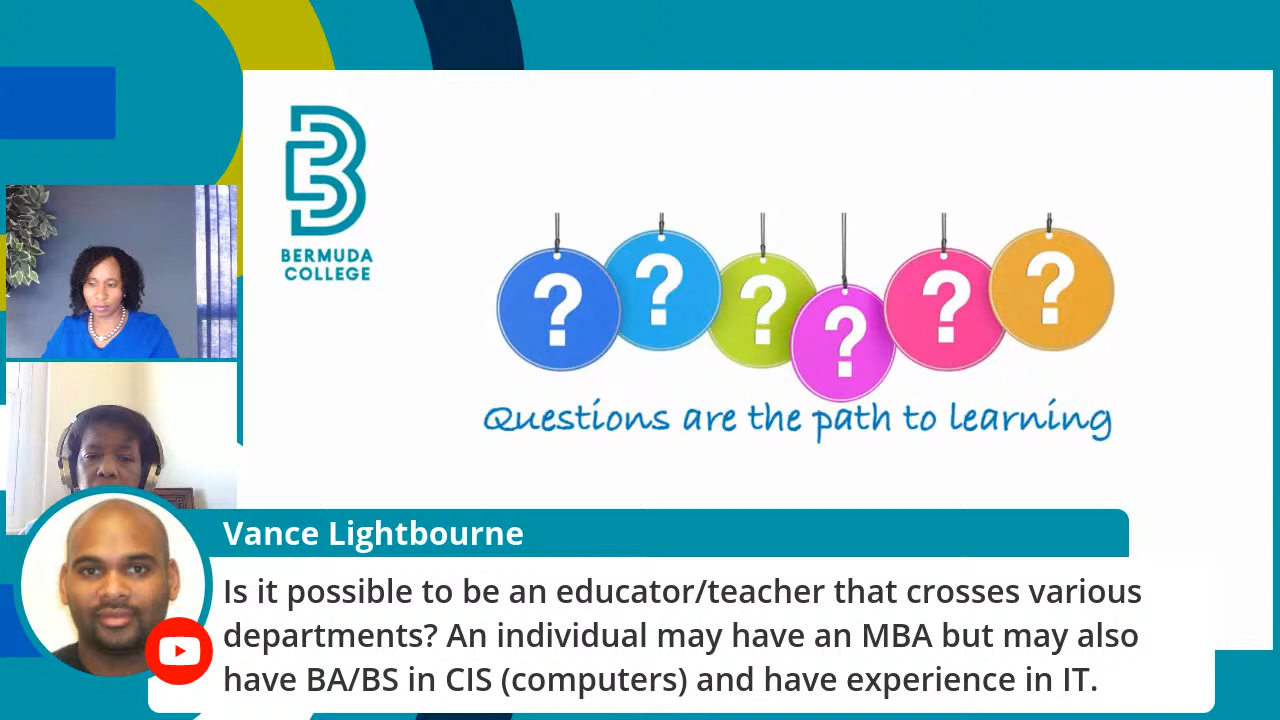 BERMUDA
COLLEGE
? ? ? ? ? ?
Questions are the path to learning
Vance Lightbourne
Is it possible to be an educator/teacher that crosses various
departments? An individual may have an MBA but may also
have BA/BS in CIS (computers) and have experience in IT.